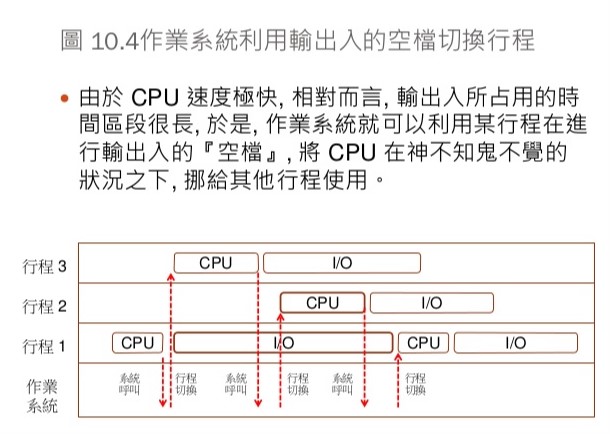 圖 10.4作業系統利用輸出入的空檔切換行程
• 由於 CPU 速度極快, 相對而言, 輸出入所占用的時
間區段很長, 於是, 作業系統就可以利用某行程在進
行輸出入的『空檔』, 將 CPU 在神不知鬼不覺的
狀況之下, 挪給其他行程使用。
行程 3 CPU I/O
行程 2 CPU I/O
行程 1 CPU I/O CPU I/O
作業 系統 行程 系統 行程 系統 行程
系統 呼叫 切換 呼叫 切換 呼叫 切換